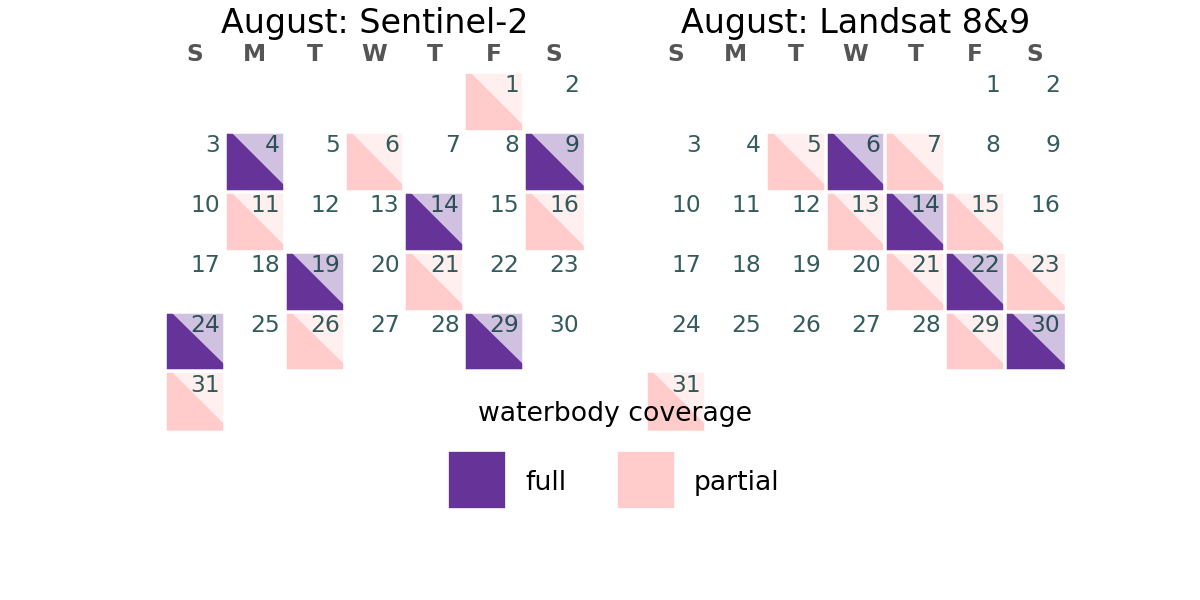 August: Sentinel-2
S M T W T F S
1 2
3 4 5 6 7 8 9
10 11 12 13 14 15 16
17 18 19 20 21 22 23
24 25 26 27 28 29 30
31
August: Landsat 8&9
S M T W T F S
1 2
3 4 5 6 7 8 9
10 11 12 13 14 15 16
17 18 19 20 21 22 23
24 25 26 27 28 29 30
31
waterbody coverage
full partial